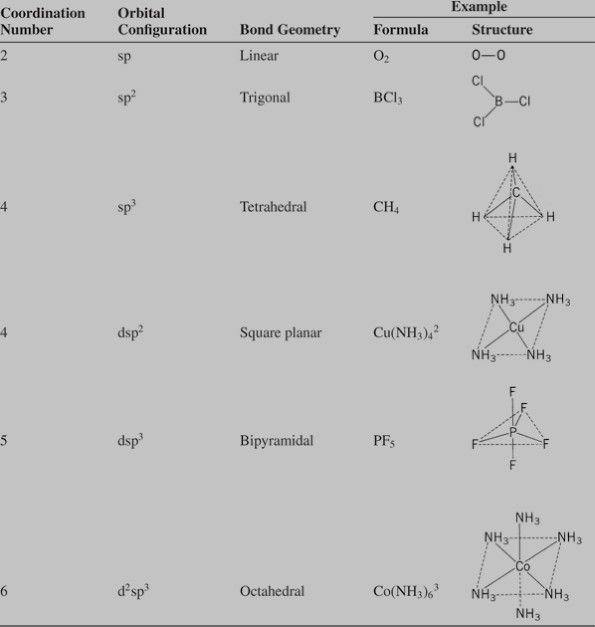 Example
Coordination Number Orbital Configuration Bond Geometry Formula Structure
2 sp Linear O₂ O—O
3 sp² Trigonal BCl₃
Cl
B—Cl
Cl
4 sp³ Tetrahedral CH₄
H
C
H H
H
4 dsp² Square planar Cu(NH₃)₄²
NH₃ NH₃
Cu
NH₃ NH₃
5 dsp³ Bipyramidal PF₅
F
F
P
F F
F
6 d²sp³ Octahedral Co(NH₃)₆³
NH₃
NH₃ NH₃
Co
NH₃ NH₃
NH₃